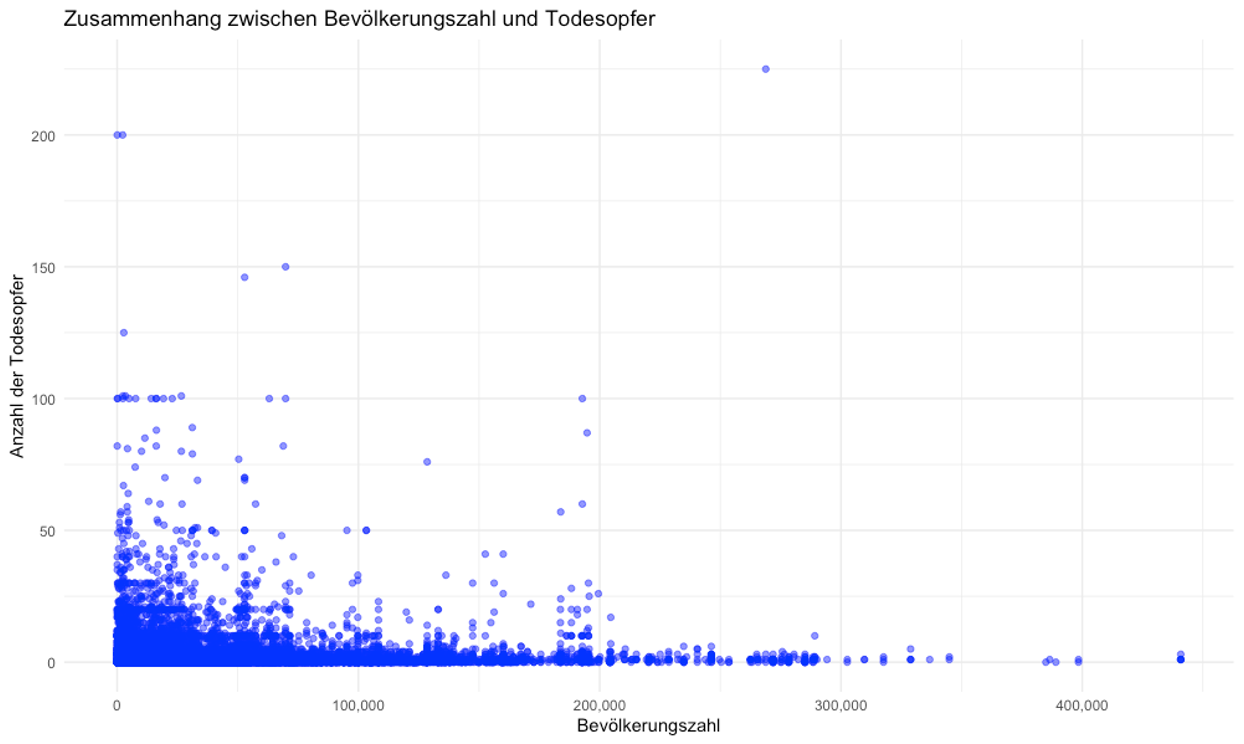 Zusammenhang zwischen Bevölkerungszahl und Todesopfer
Anzahl der Todesopfer
200
150
100
50
0
0 100,000 200,000 300,000 400,000
Bevölkerungszahl